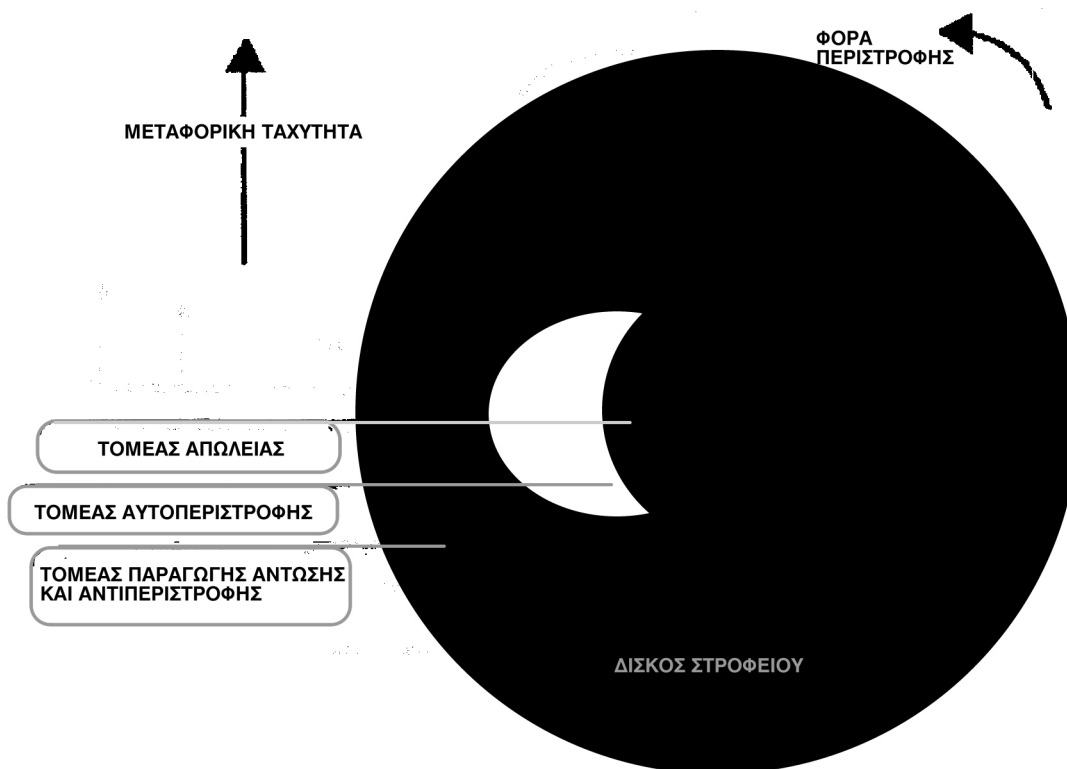 ΦΟΡΑ
ΠΕΡΙΣΤΡΟΦΗΣ
ΜΕΤΑΦΟΡΙΚΗ ΤΑΧΥΤΗΤΑ
ΤΟΜΕΑΣ ΑΠΩΛΕΙΑΣ
ΤΟΜΕΑΣ ΑΥΤΟΠΕΡΙΣΤΡΟΦΗΣ
ΤΟΜΕΑΣ ΠΑΡΑΓΩΓΗΣ ΑΝΤΩΣΗΣ
ΚΑΙ ΑΝΤΙΠΕΡΙΣΤΡΟΦΗΣ
ΔΙΣΚΟΣ ΣΤΡΟΦΕΙΟΥ